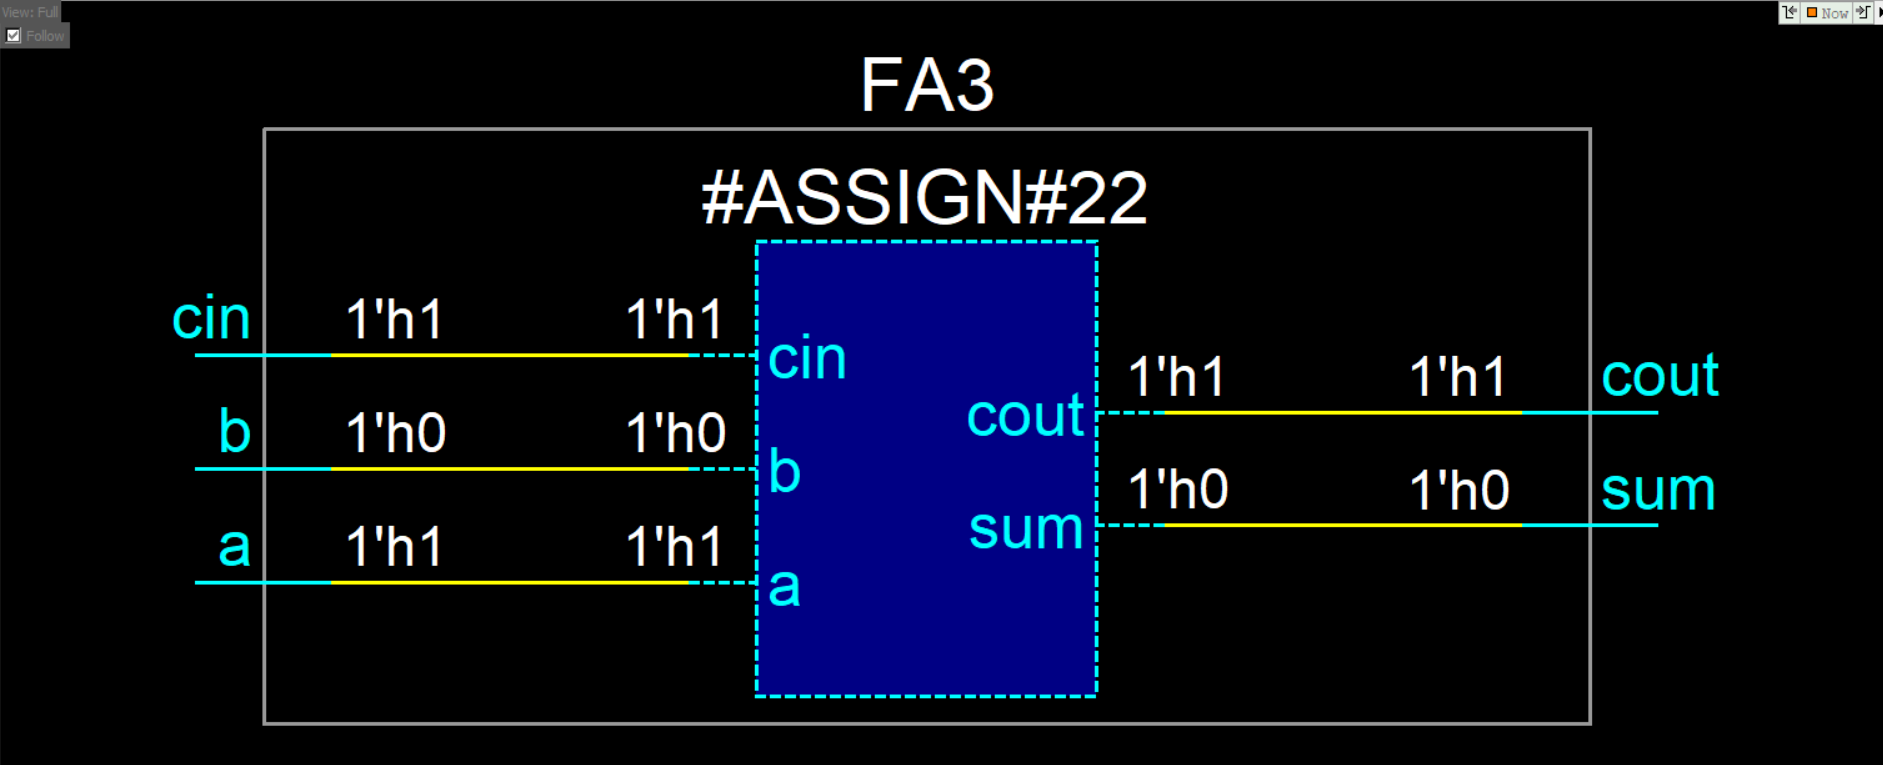 View: Full
Now
Follow
FA3
#ASSIGN#22
cin 1'h1 1'h1 cin
b 1'h0 1'h0 b
a 1'h1 1'h1 a
cout 1'h1 1'h1 cout
sum 1'h0 1'h0 sum